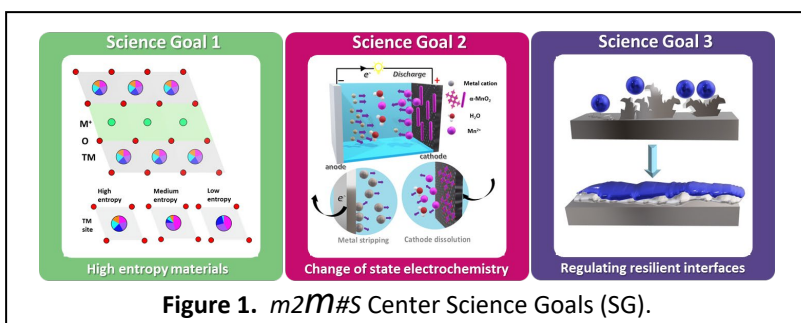 Science Goal 1
M⁺
O
TM
High entropy
Medium entropy
Low entropy
TM site
High entropy materials
Science Goal 2
e⁻
Discharge
−
+
Metal cation
α-MnO₂
H₂O
Mn²⁺
anode
cathode
e⁻
Metal stripping
Cathode dissolution
Change of state electrochemistry
Science Goal 3
Regulating resilient interfaces
Figure 1. m2m#S Center Science Goals (SG).